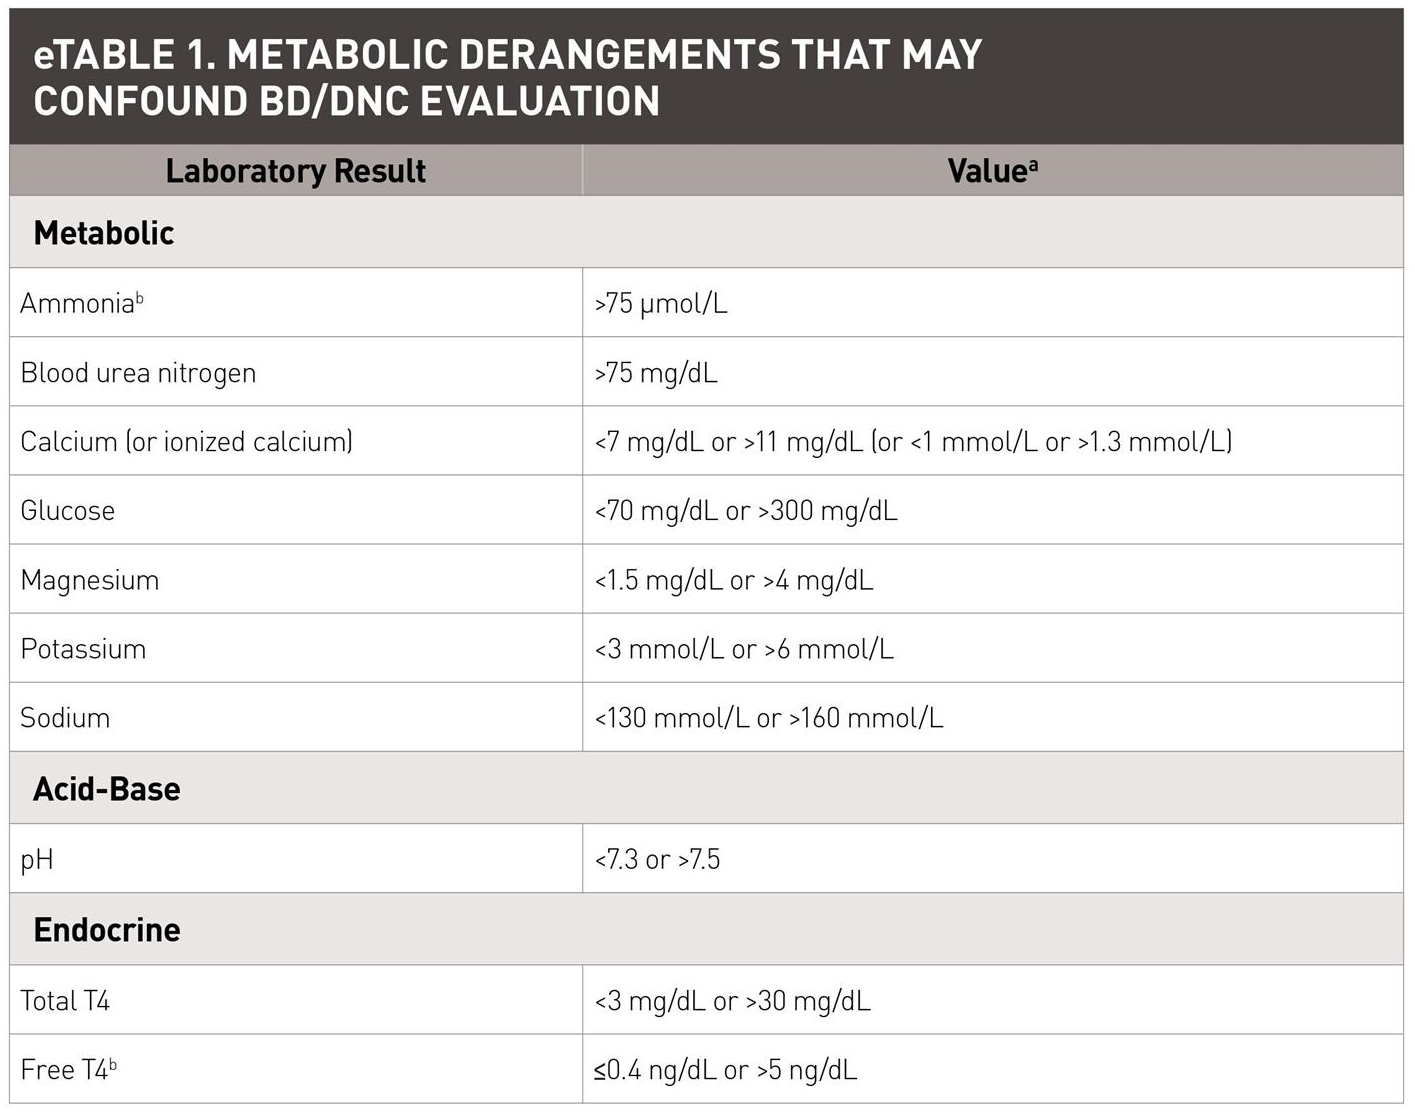 eTABLE 1. METABOLIC DERANGEMENTS THAT MAY
CONFOUND BD/DNC EVALUATION
Laboratory Result Valueᵃ
Metabolic
Ammoniaᵇ >75 µmol/L
Blood urea nitrogen >75 mg/dL
Calcium (or ionized calcium) <7 mg/dL or >11 mg/dL (or <1 mmol/L or >1.3 mmol/L)
Glucose <70 mg/dL or >300 mg/dL
Magnesium <1.5 mg/dL or >4 mg/dL
Potassium <3 mmol/L or >6 mmol/L
Sodium <130 mmol/L or >160 mmol/L
Acid-Base
pH <7.3 or >7.5
Endocrine
Total T4 <3 mg/dL or >30 mg/dL
Free T4ᵇ ≤0.4 ng/dL or >5 ng/dL